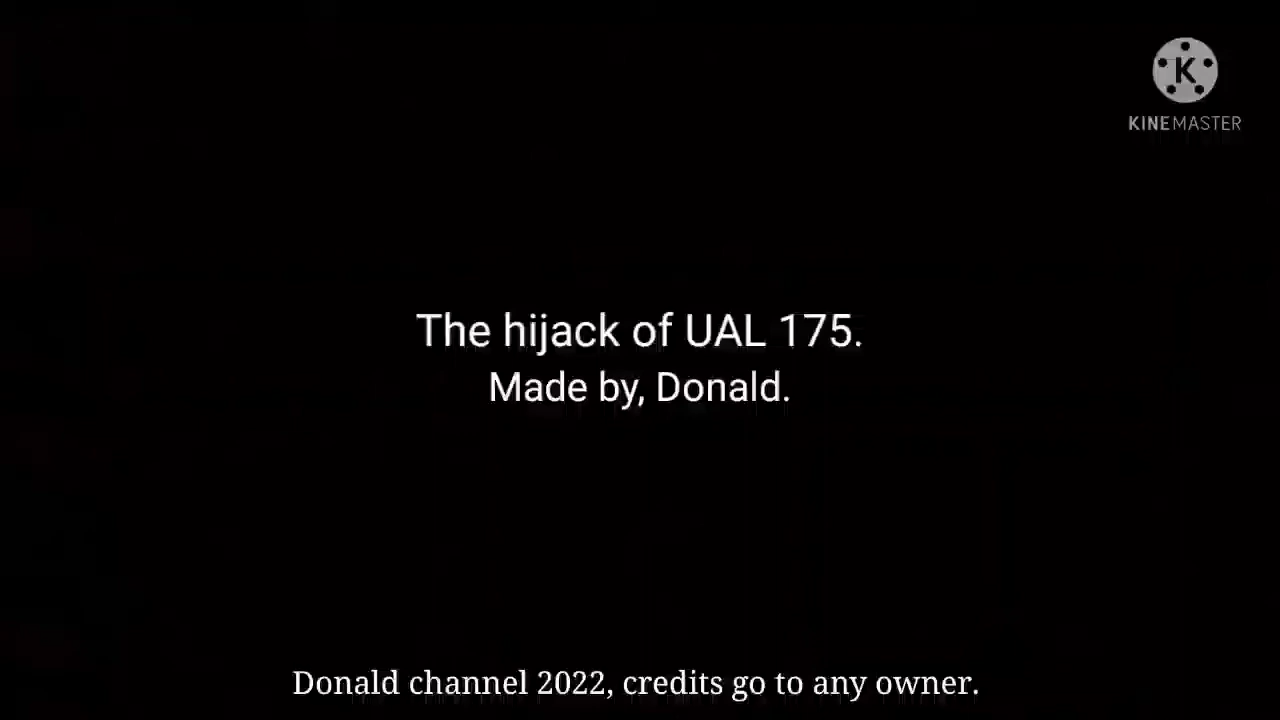 K
KINEMASTER
The hijack of UAL 175.
Made by, Donald.
Donald channel 2022, credits go to any owner.